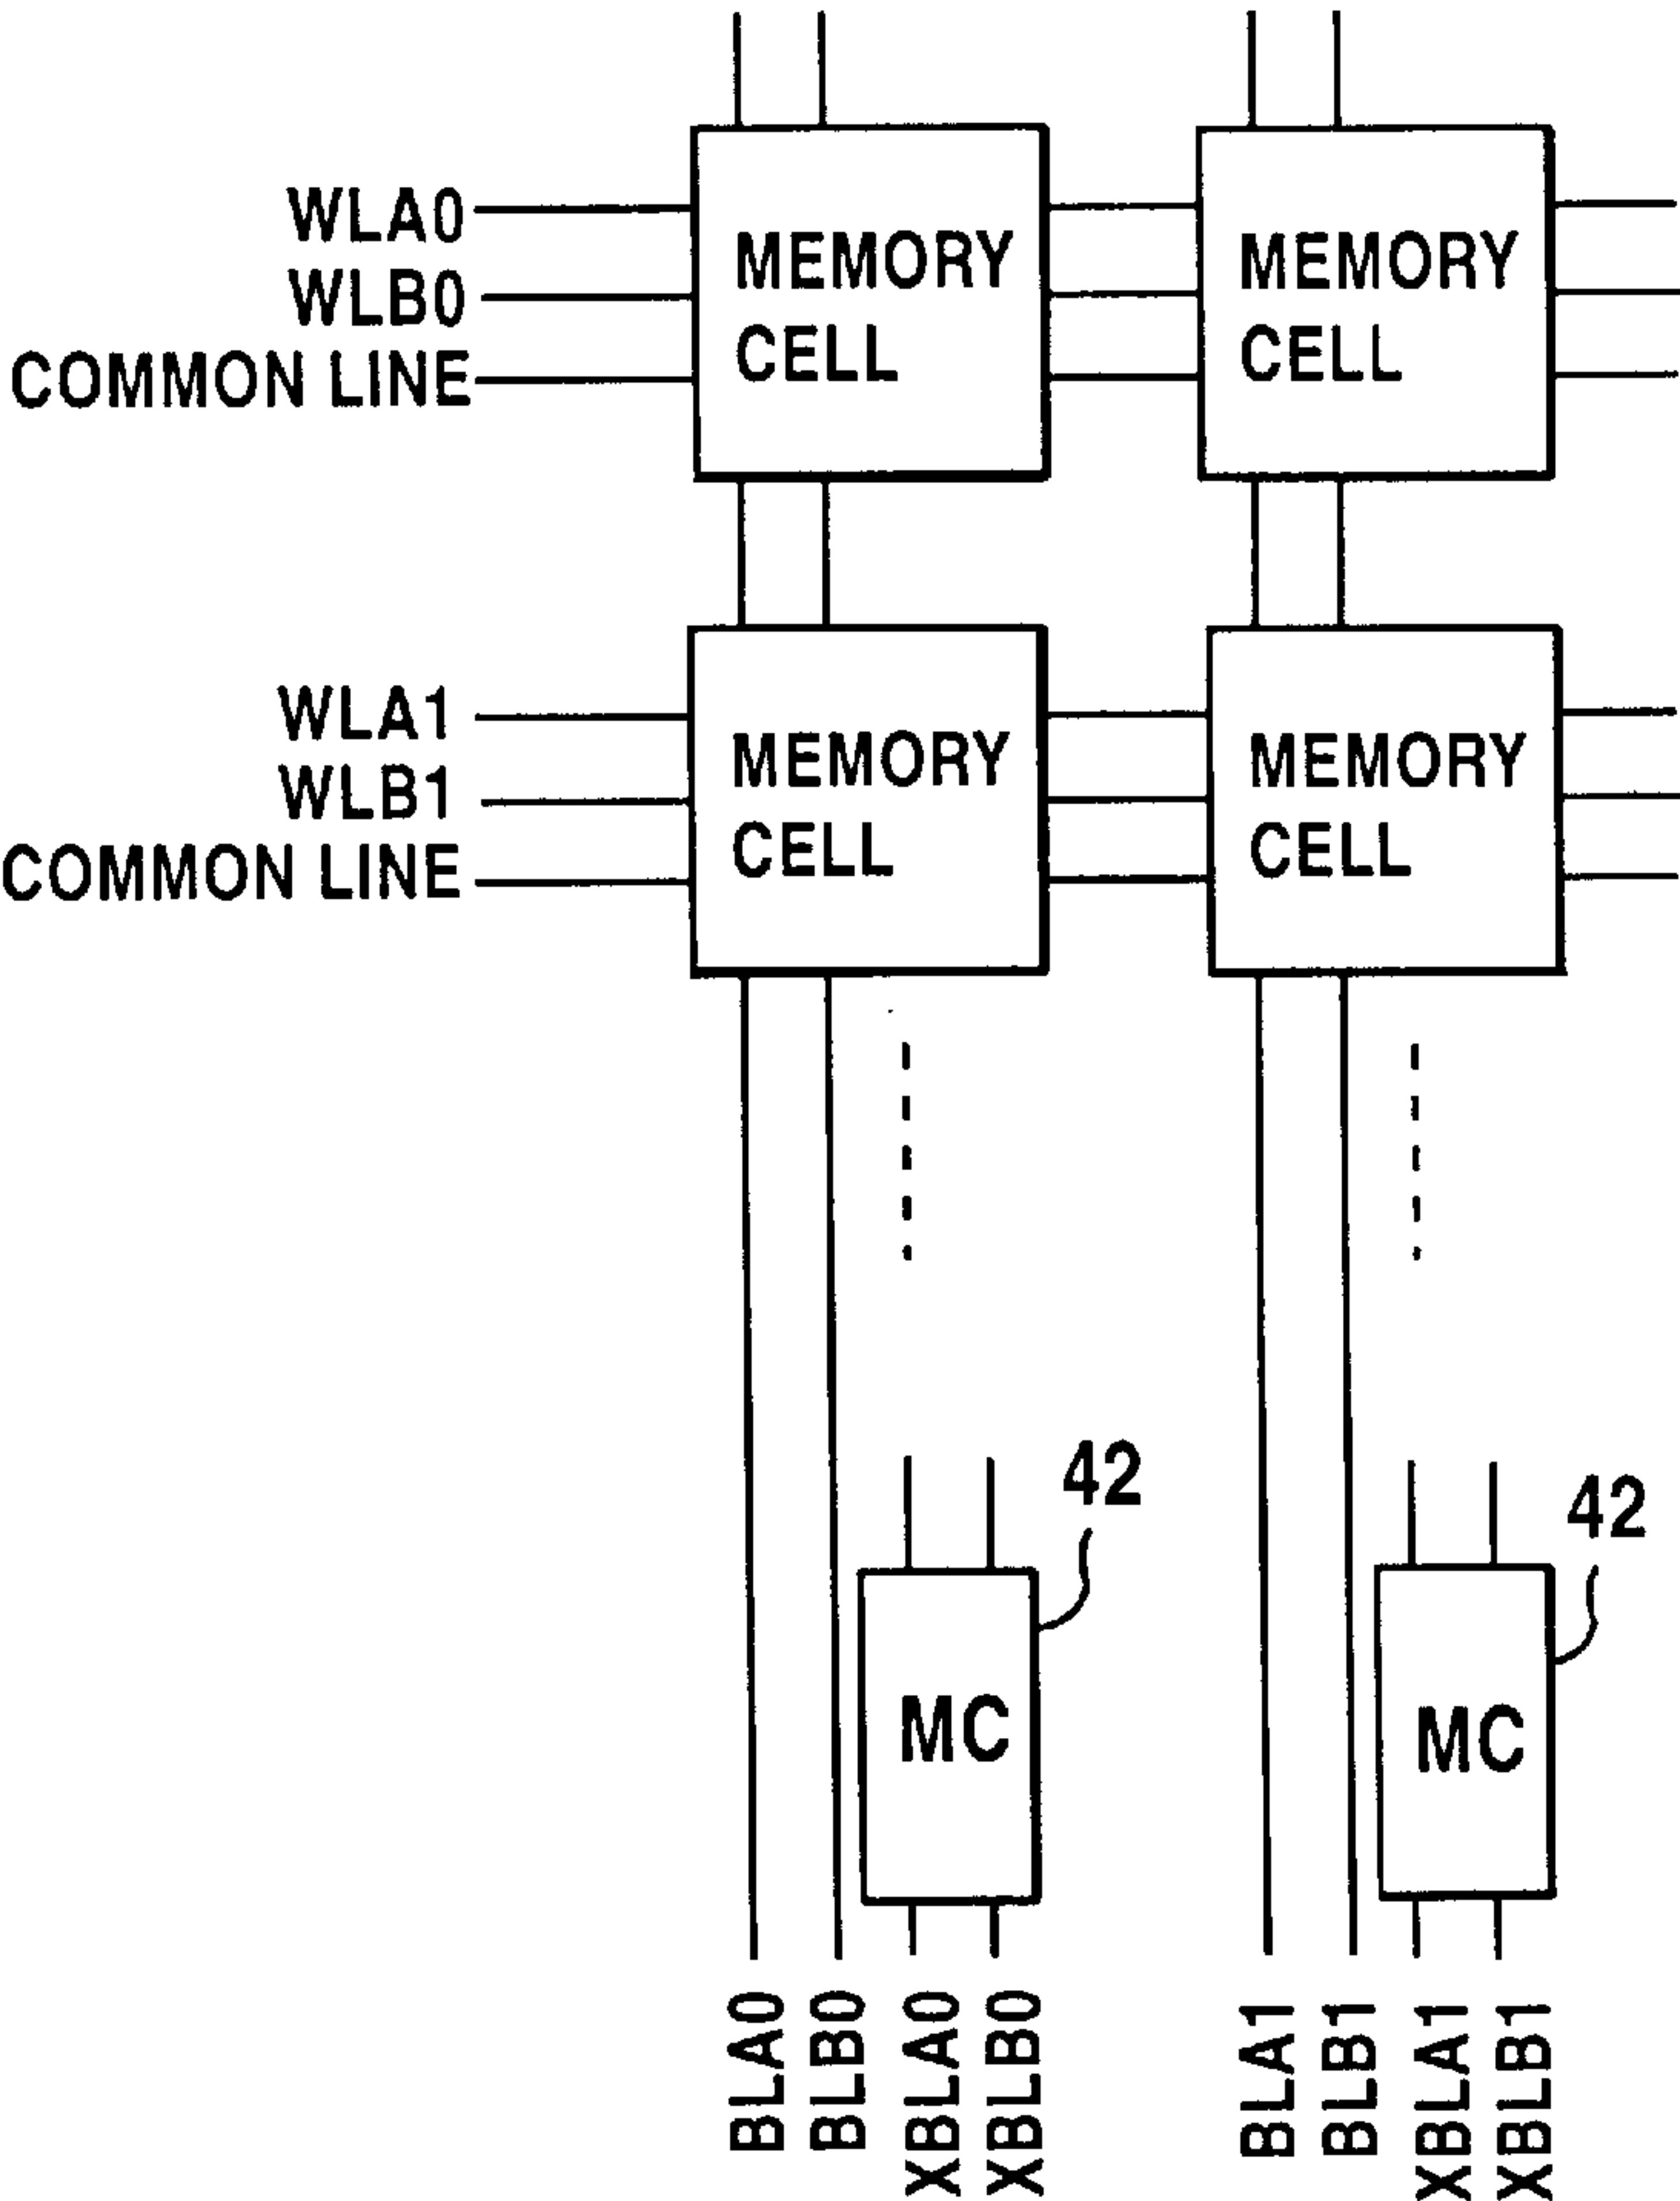 WLA0
WLB0
COMMON LINE
MEMORY
CELL
MEMORY
CELL
WLA1
WLB1
COMMON LINE
MEMORY
CELL
MEMORY
CELL
42
42
MC
MC
BLA0
BLB0
XBLA0
XBLB0
BLA1
BLB1
XBLA1
XBLB1